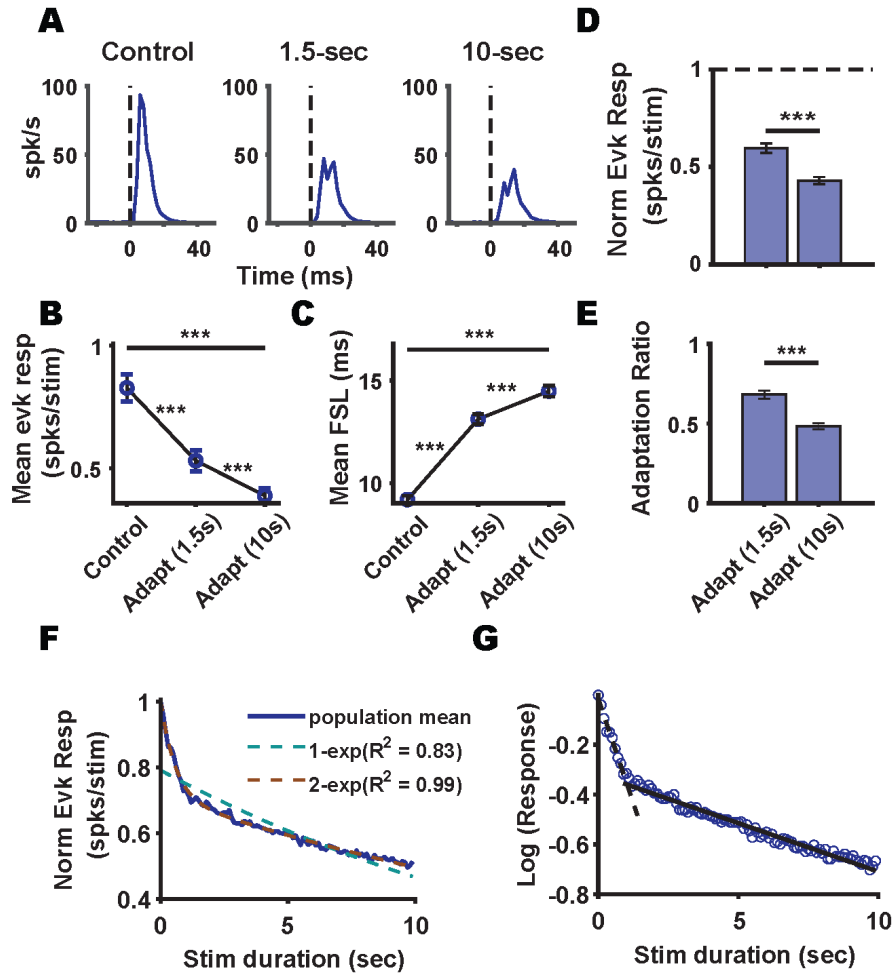 A
Control
1.5-sec
10-sec
spk/s
100
50
0
0 40
100
50
0
0 40
100
50
0
0 40
Time (ms)
D
Norm Evk Resp
(spks/stim)
1
0.5
0
***
B
Mean evk resp
(spks/stim)
1
0.5
***
***
***
Control
Adapt (1.5s)
Adapt (10s)
C
Mean FSL (ms)
15
10
***
***
***
Control
Adapt (1.5s)
Adapt (10s)
E
Adaptation Ratio
1
0.5
0
***
Adapt (1.5s)
Adapt (10s)
F
Norm Evk Resp
(spks/stim)
1
0.8
0.6
0.4
population mean
1-exp(R² = 0.83)
2-exp(R² = 0.99)
0 5 10
Stim duration (sec)
G
Log (Response)
-0.2
-0.4
-0.6
-0.8
0 5 10
Stim duration (sec)